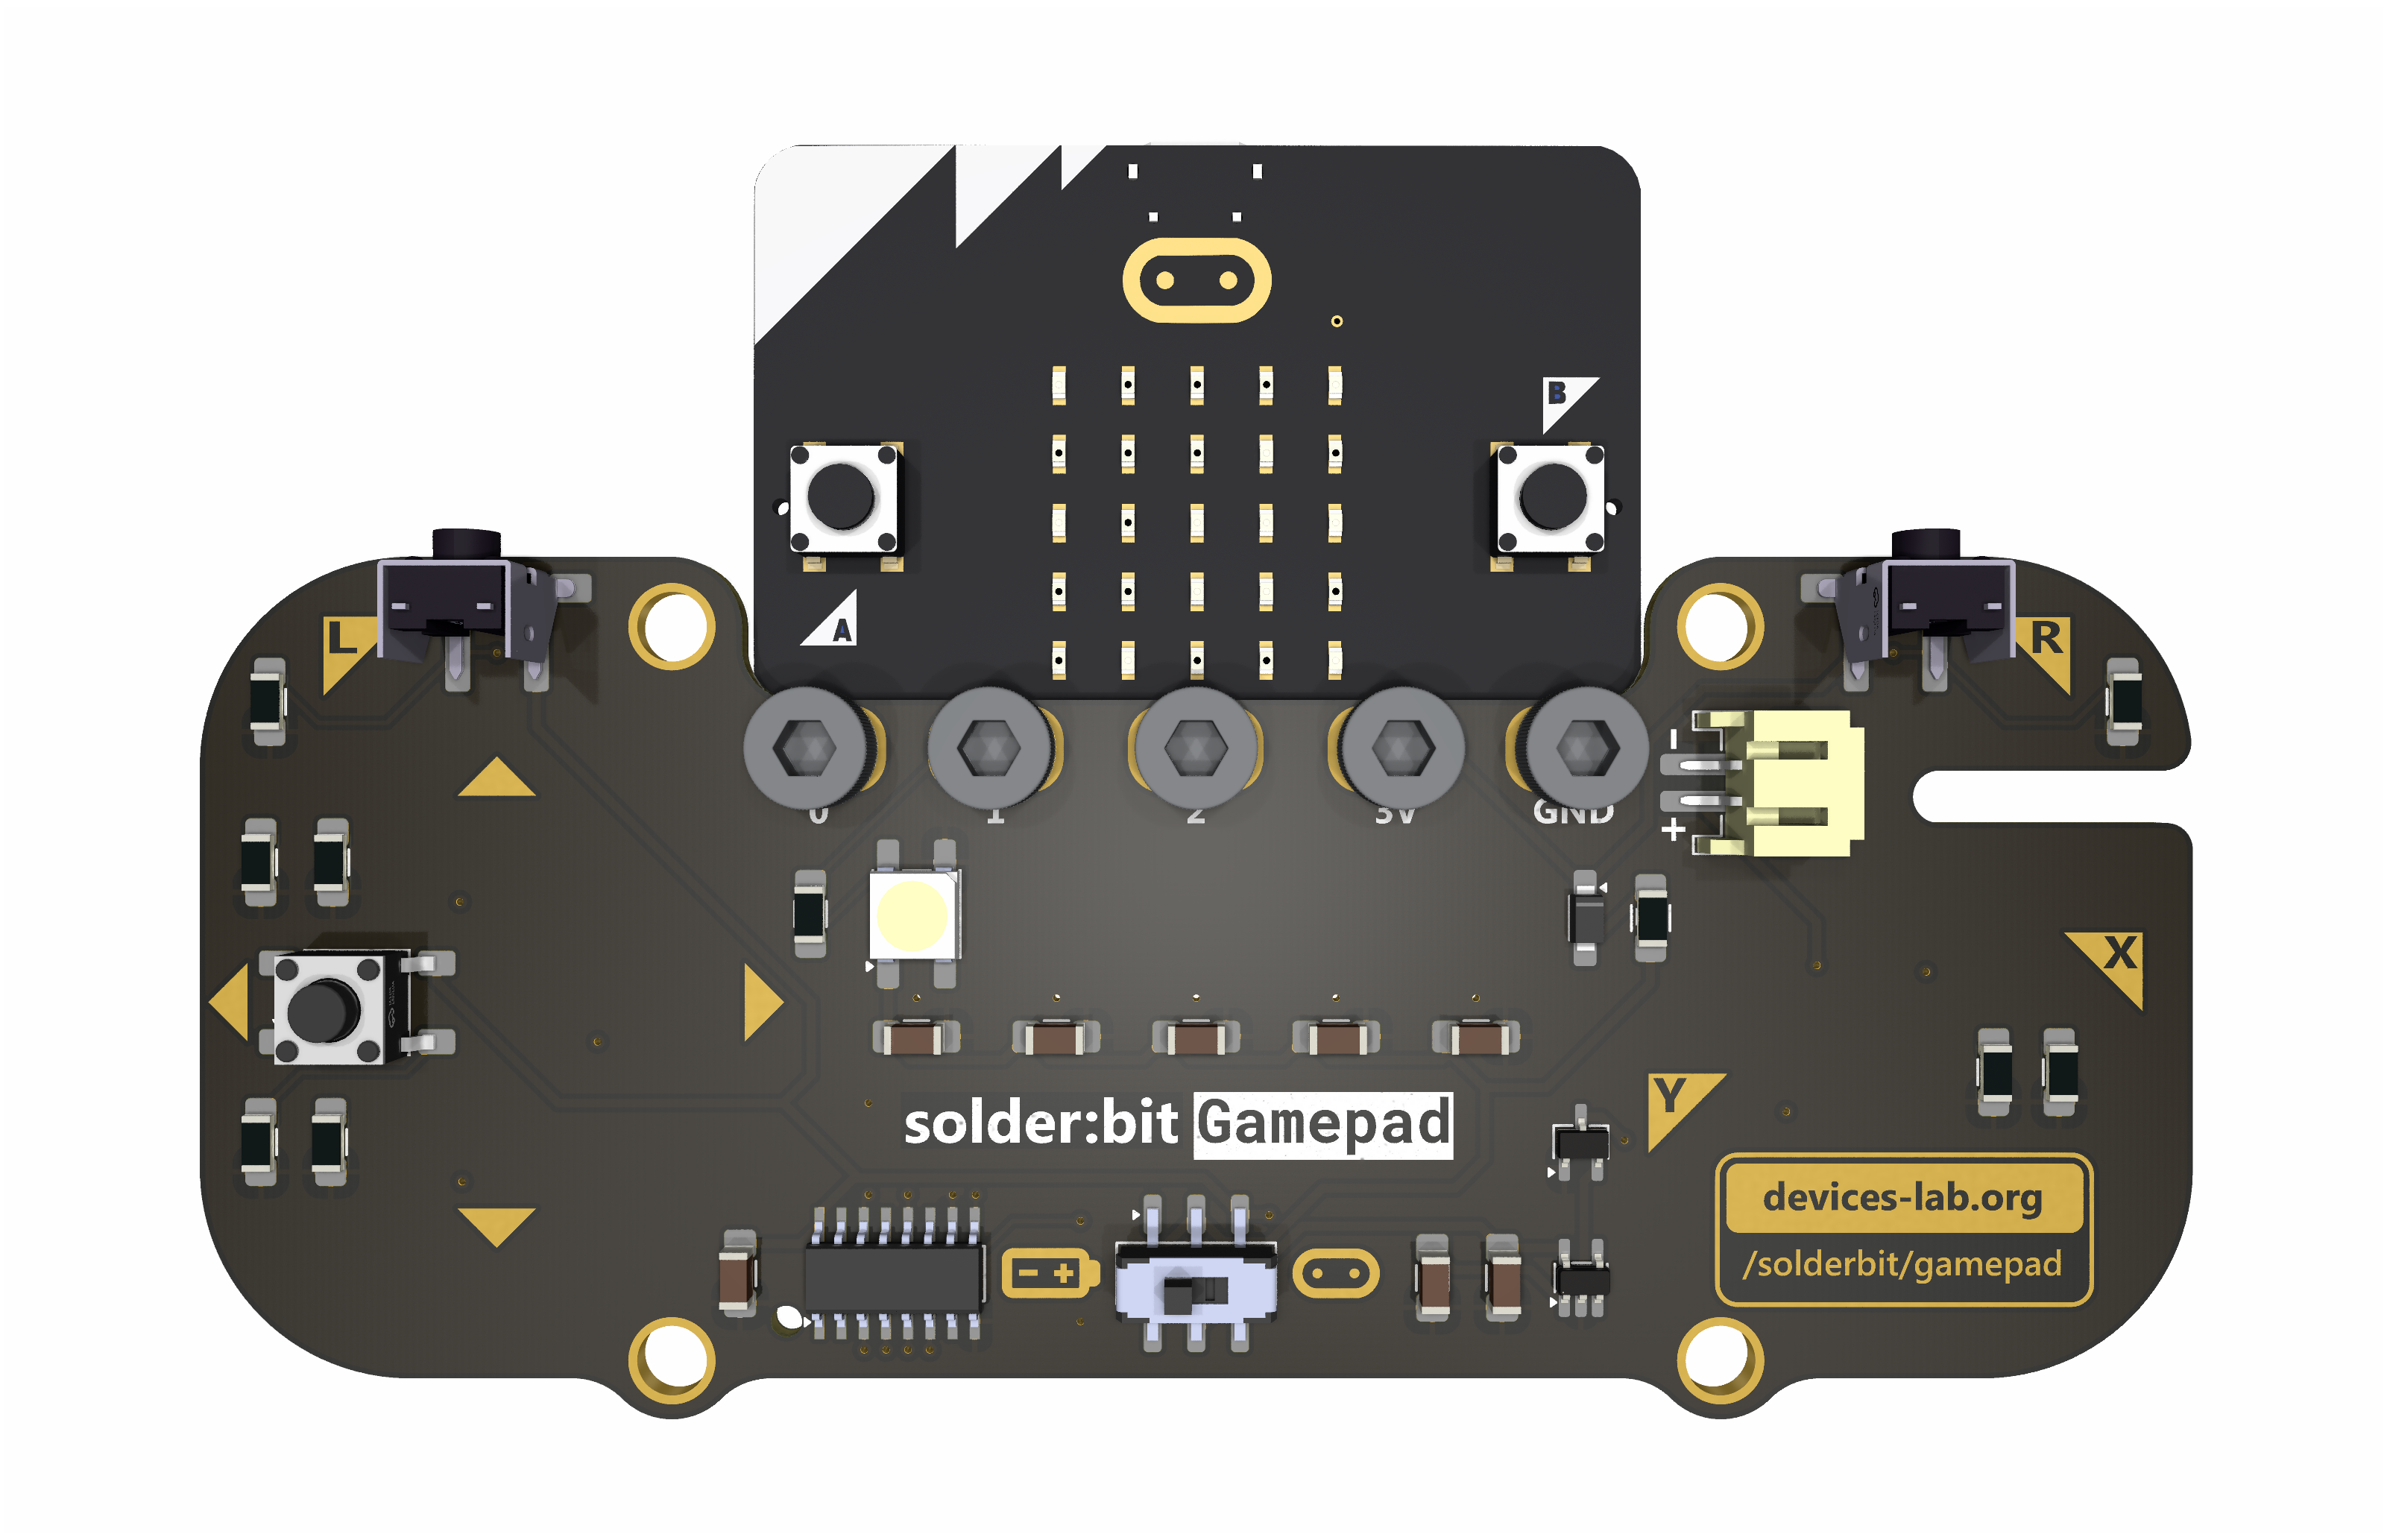 B
A
L
R
-
0
1
2
3V
GND
+
X
Y
solder:bit Gamepad
devices-lab.org
- +
/solderbit/gamepad